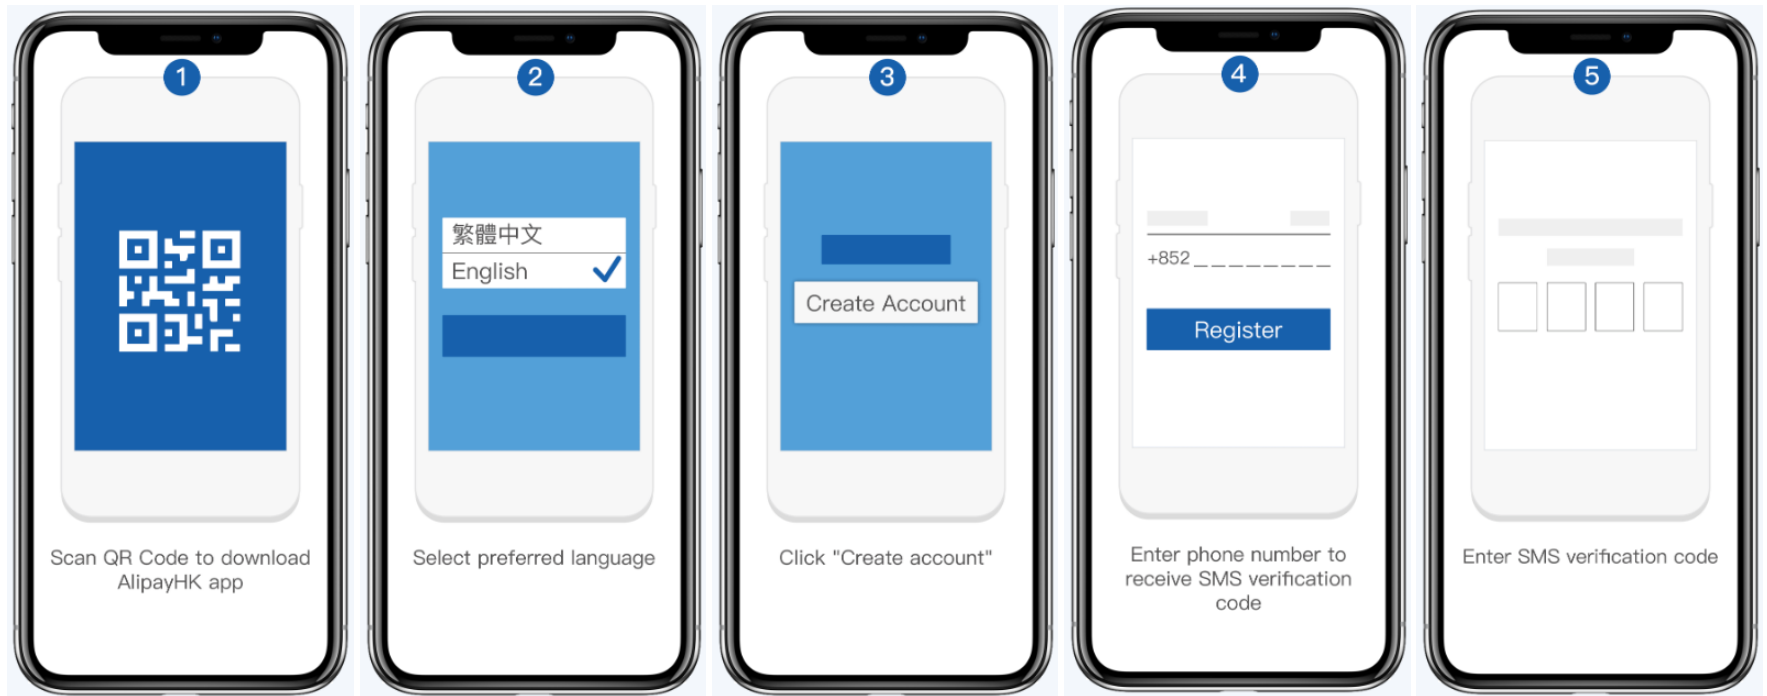 1
繁體中文
English
Scan QR Code to download
AlipayHK app
2
Select preferred language
3
Create Account
Click "Create account"
4
+852_ _ _ _ _ _ _ _
Register
Enter phone number to
receive SMS verification
code
5
Enter SMS verification code